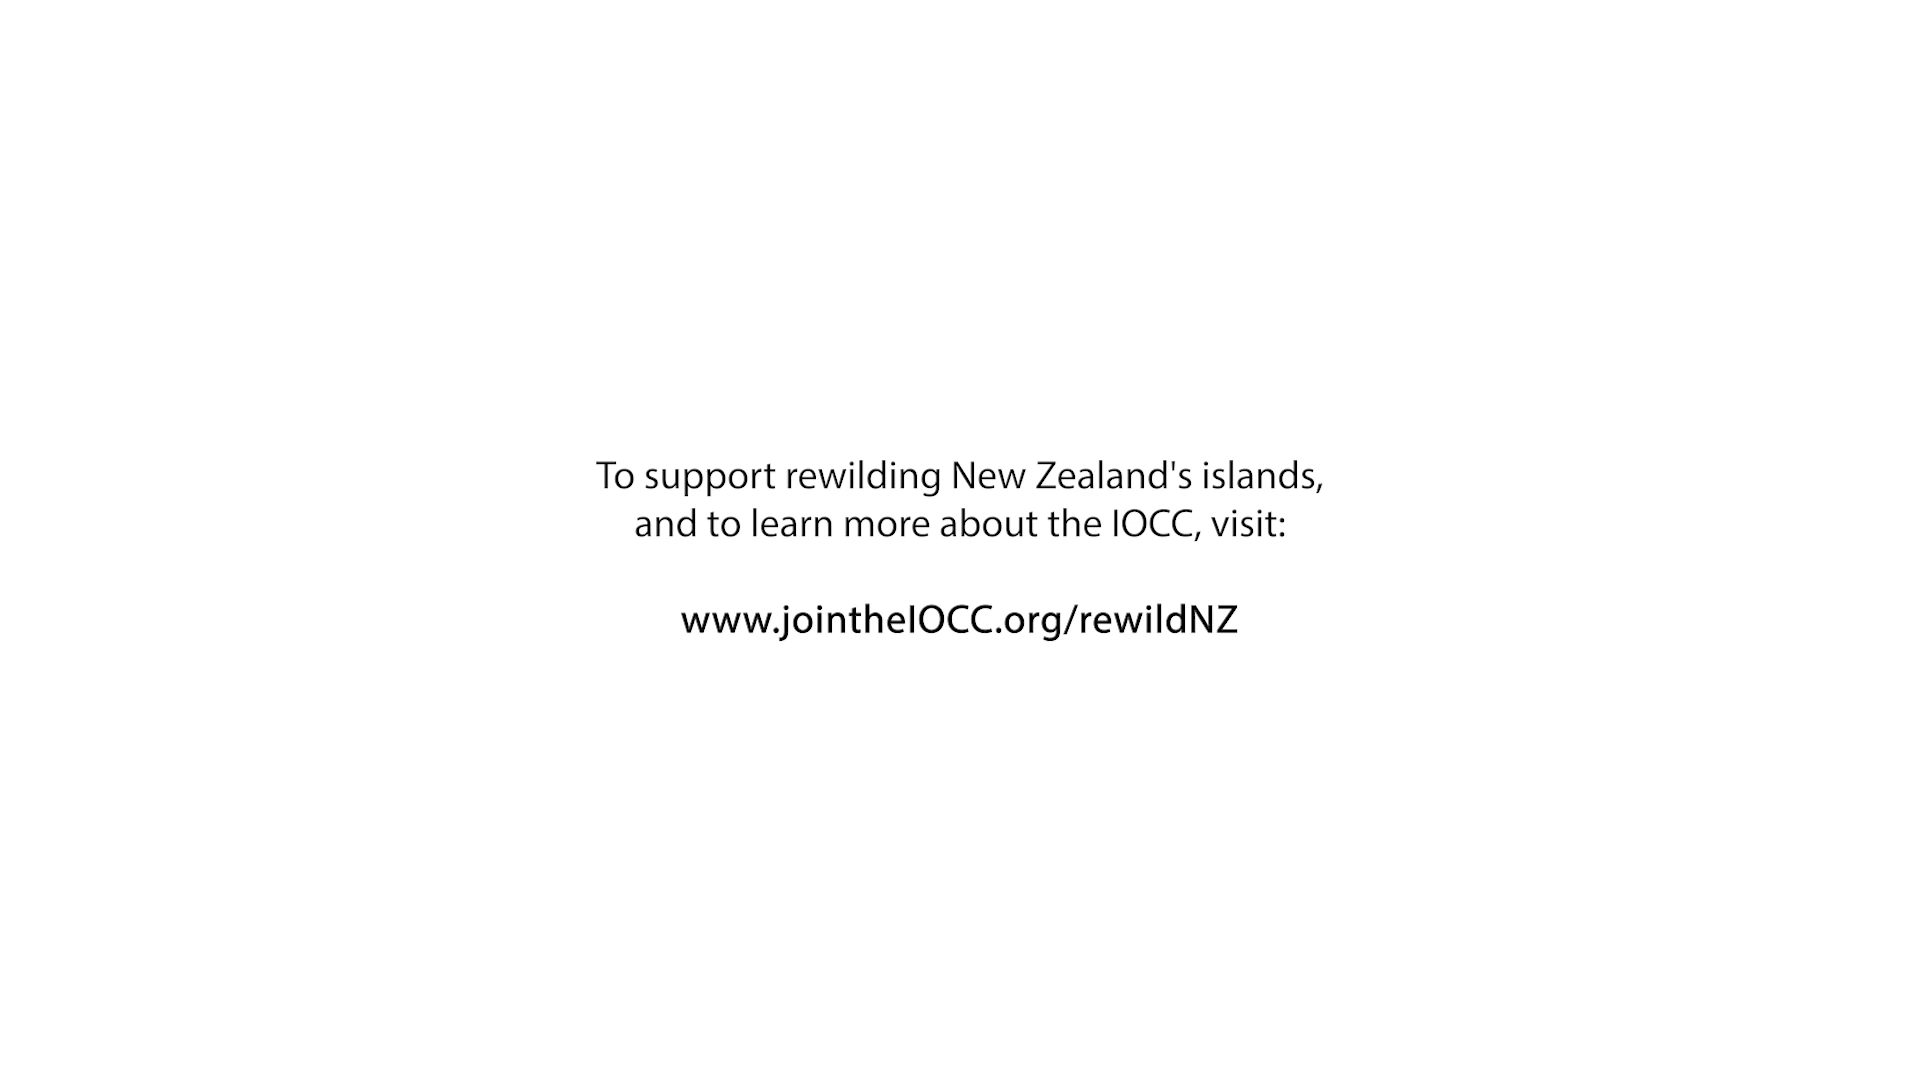 To support rewilding New Zealand's islands,
and to learn more about the IOCC, visit:
www.jointheIOCC.org/rewildNZ